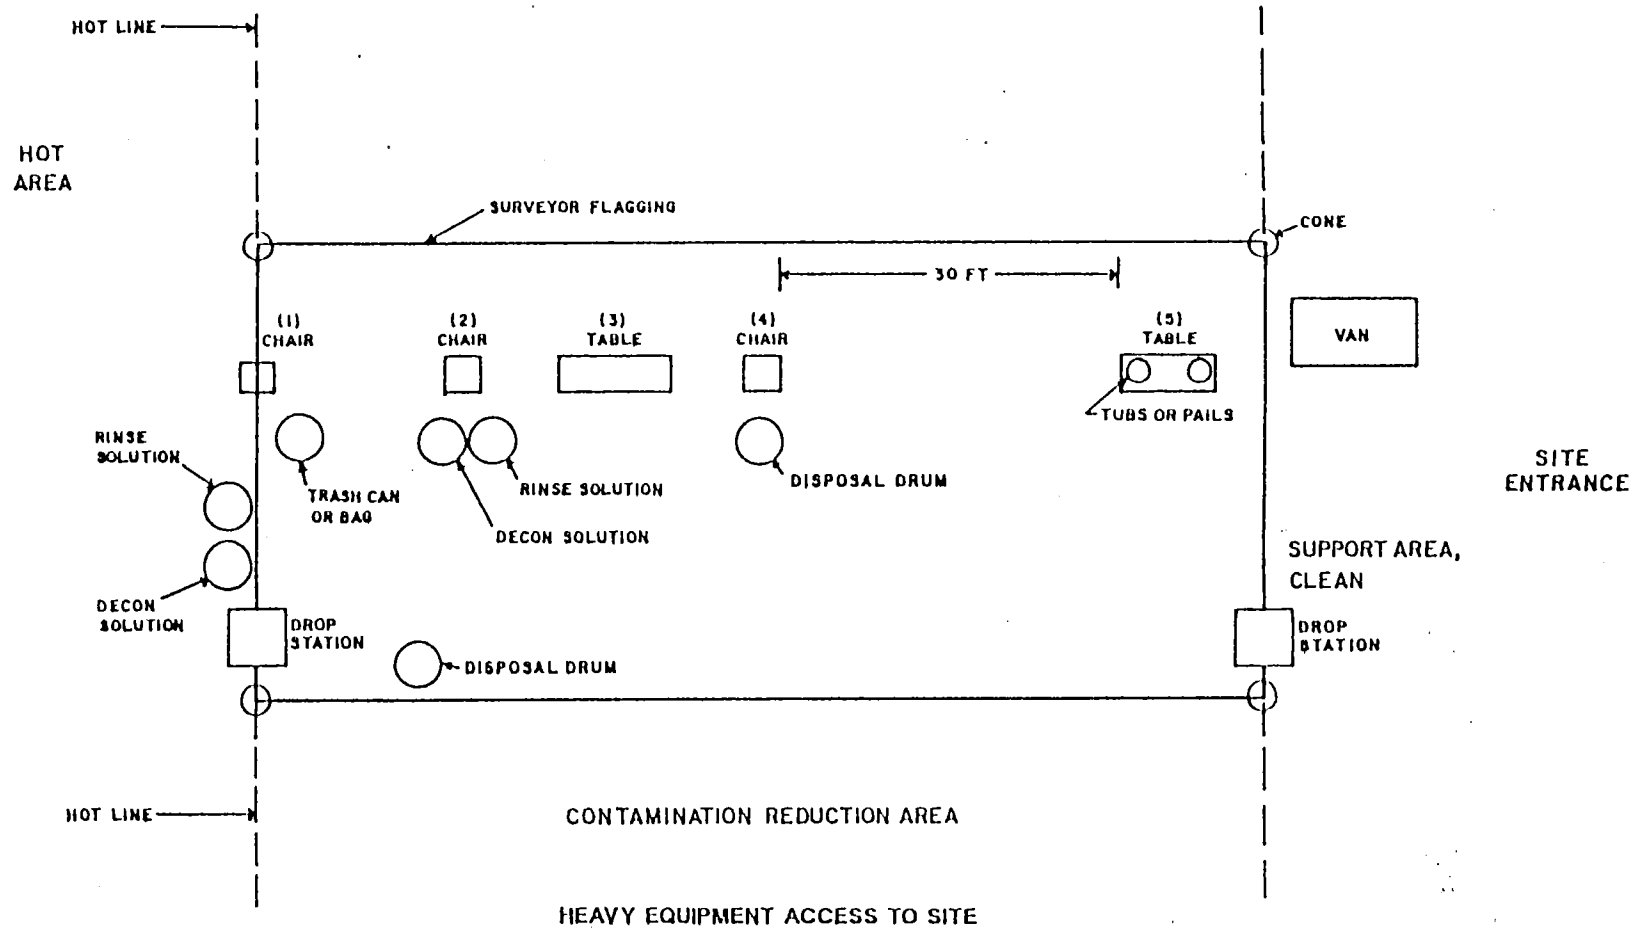 HOT LINE
HOT
AREA
SURVEYOR FLAGGING
CONE
30 FT
(1)
CHAIR
(2)
CHAIR
(3)
TABLE
(4)
CHAIR
(5)
TABLE
VAN
TUBS OR PAILS
RINSE
SOLUTION
TRASH CAN
OR BAG
RINSE SOLUTION
DECON SOLUTION
DISPOSAL DRUM
SITE
ENTRANCE
SUPPORT AREA,
CLEAN
DECON
SOLUTION
DROP
STATION
DISPOSAL DRUM
DROP
STATION
HOT LINE
CONTAMINATION REDUCTION AREA
HEAVY EQUIPMENT ACCESS TO SITE